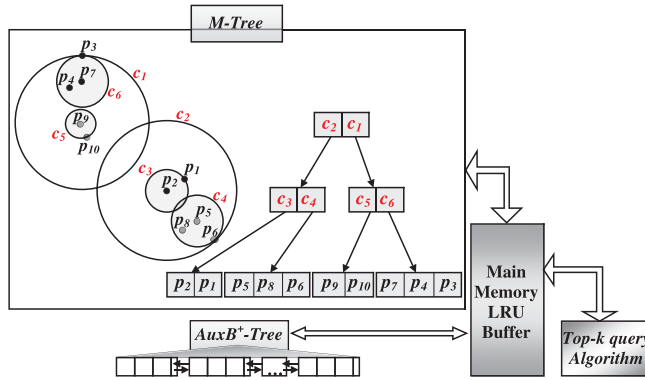 M-Tree
p3
c1
p4 p7
c6
c2
p9
c5
p10
c2 c1
c3 p1
p2
c4
p5
p8
p6
c3 c4
c5 c6
p2 p1
p5 p8 p6
p9 p10
p7 p4 p3
Main
Memory
LRU
Buffer
AuxB+-Tree
...
Top-k query
Algorithm